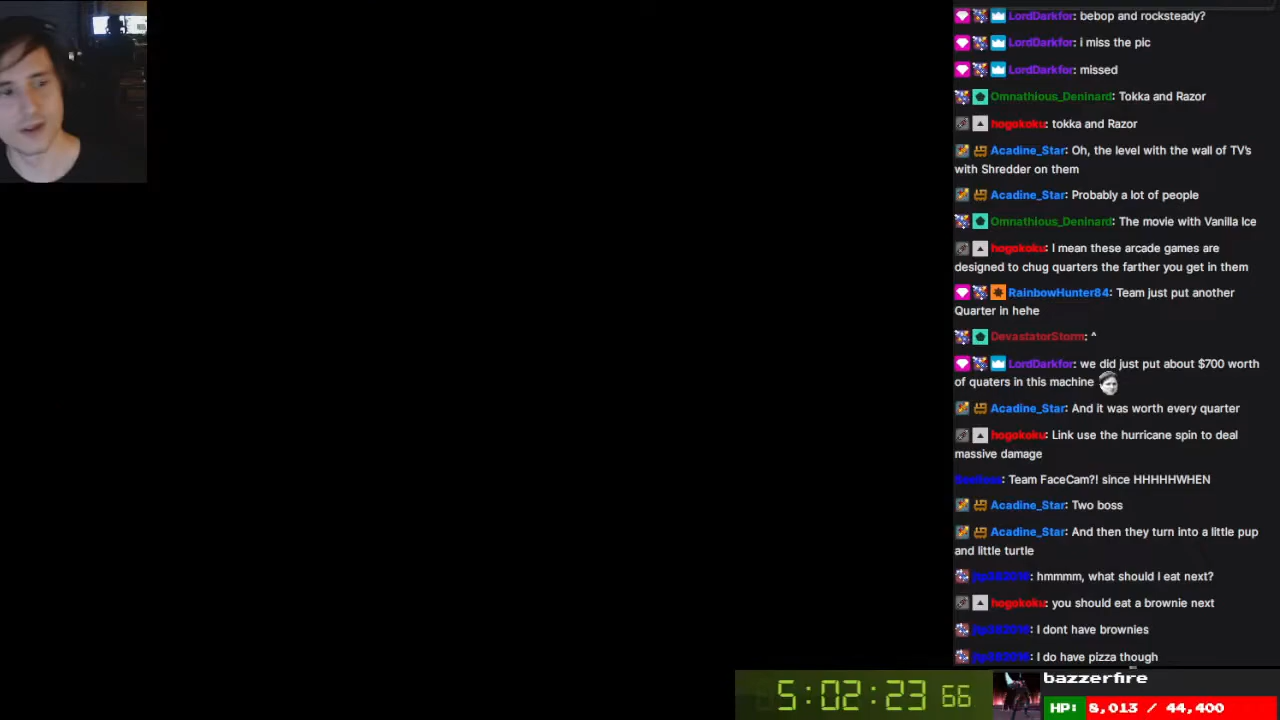 LordDarkfor: bebop and rocksteady?
LordDarkfor: i miss the pic
LordDarkfor: missed
Omnathious_Deninard: Tokka and Razor
hogokoku: tokka and Razor
Acadine_Star: Oh, the level with the wall of TV's
with Shredder on them
Acadine_Star: Probably a lot of people
Omnathious_Deninard: The movie with Vanilla Ice
hogokoku: I mean these arcade games are
designed to chug quarters the farther you get in them
RainbowHunter84: Team just put another
Quarter in hehe
DevastatorStorm: ^
LordDarkfor: we did just put about $700 worth
of quaters in this machine
Acadine_Star: And it was worth every quarter
hogokoku: Link use the hurricane spin to deal
massive damage
: Team FaceCam?! since HHHHHWHEN
Acadine_Star: Two boss
Acadine_Star: And then they turn into a little pup
and little turtle
: hmmmm, what should I eat next?
hogokoku: you should eat a brownie next
: I dont have brownies
: I do have pizza though
bazzerfire
5:02:23 66
HP: 8,013 / 44,400